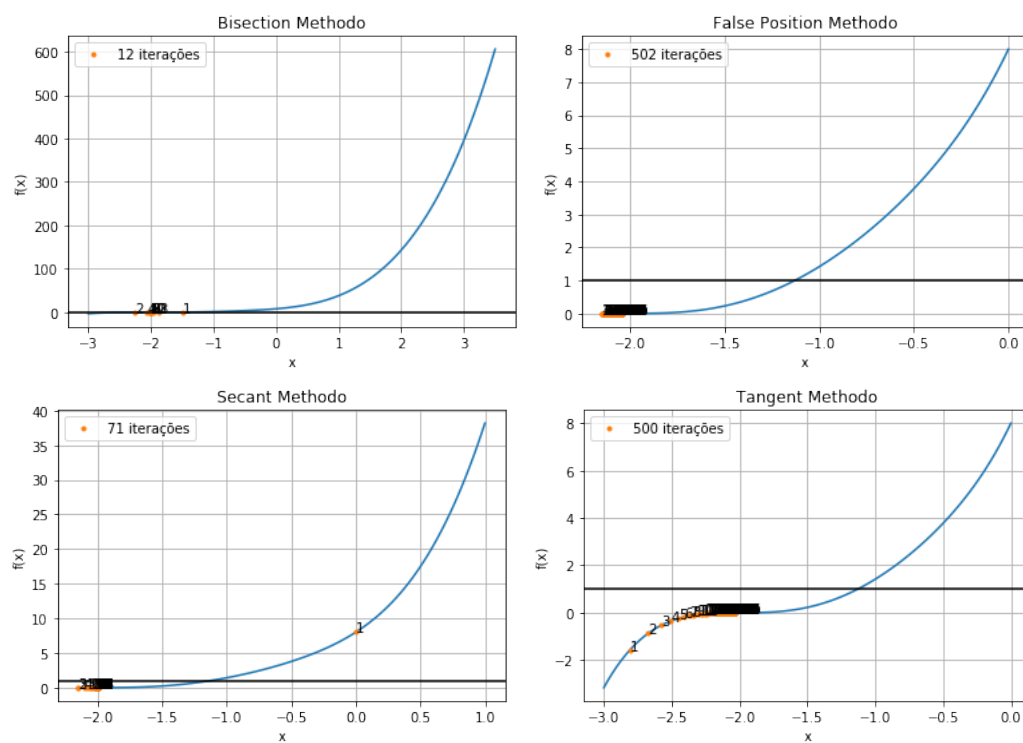 Bisection Methodo
12 iterações
600
500
400
300
200
100
0
f(x)
2
1
−3 −2 −1 0 1 2 3
x
False Position Methodo
502 iterações
8
7
6
5
4
3
2
1
0
f(x)
−2.0 −1.5 −1.0 −0.5 0.0
x
Secant Methodo
71 iterações
40
35
30
25
20
15
10
5
0
f(x)
1
−2.0 −1.5 −1.0 −0.5 0.0 0.5 1.0
x
Tangent Methodo
500 iterações
8
6
4
2
0
−2
f(x)
1 2 3 4 5
−3.0 −2.5 −2.0 −1.5 −1.0 −0.5 0.0
x